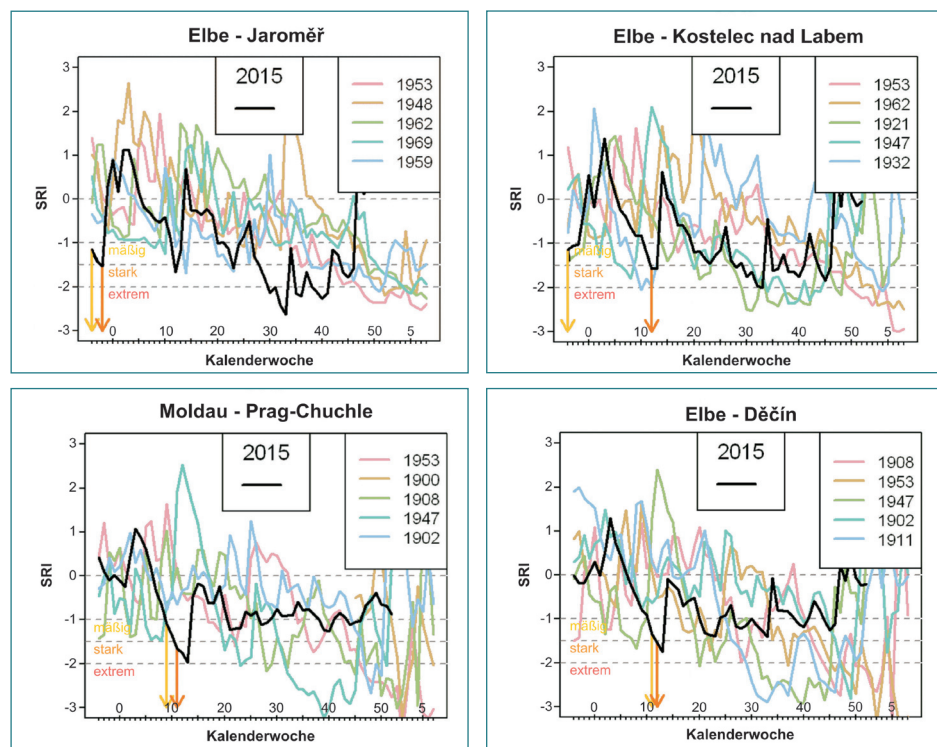 Elbe - Jaroměř
2015
1953
1948
1962
1969
1959
SRI
3
2
1
0
-1
-2
-3
mäßig
stark
extrem
0 10 20 30 40 50 5
Kalenderwoche
Elbe - Kostelec nad Labem
2015
1953
1962
1921
1947
1932
SRI
3
2
1
0
-1
-2
-3
mäßig
stark
extrem
0 10 20 30 40 50 5
Kalenderwoche
Moldau - Prag-Chuchle
2015
1953
1900
1908
1947
1902
SRI
3
2
1
0
-1
-2
-3
mäßig
stark
extrem
0 10 20 30 40 50 5
Kalenderwoche
Elbe - Děčín
2015
1908
1953
1947
1902
1911
SRI
3
2
1
0
-1
-2
-3
mäßig
stark
extrem
0 10 20 30 40 50 5
Kalenderwoche